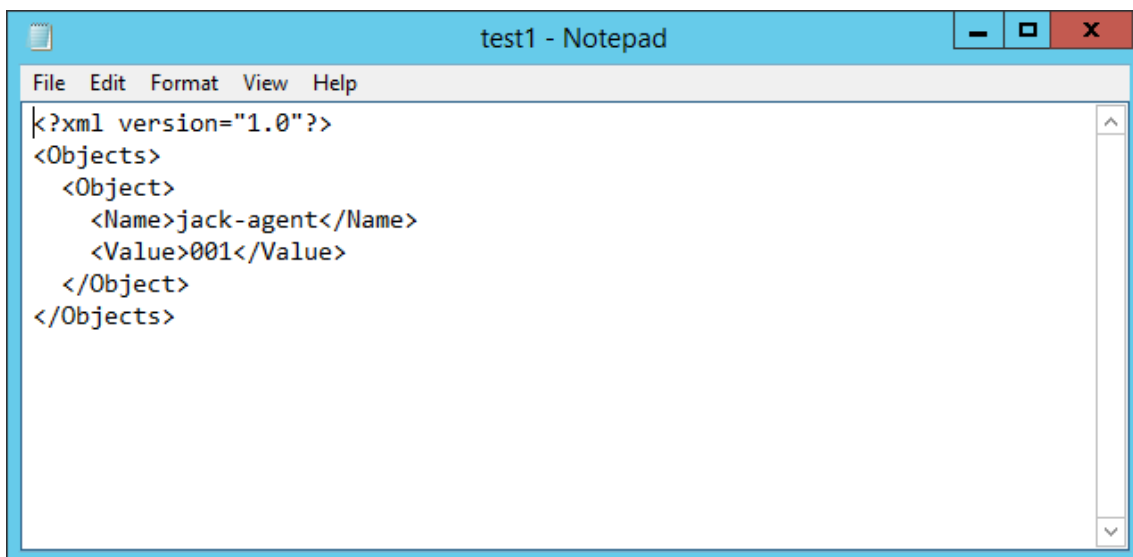 test1 - Notepad
File Edit Format View Help
<?xml version="1.0"?>
<Objects>
  <Object>
    <Name>jack-agent</Name>
    <Value>001</Value>
  </Object>
</Objects>